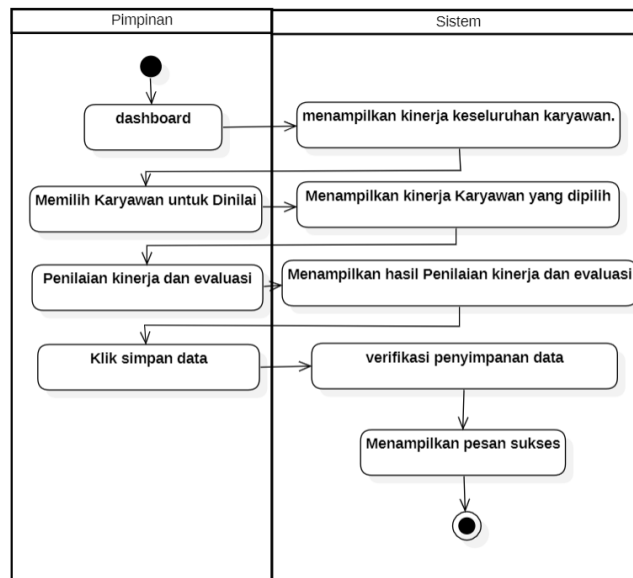 Pimpinan
Sistem
dashboard
menampilkan kinerja keseluruhan karyawan.
Memilih Karyawan untuk Dinilai
Menampilkan kinerja Karyawan yang dipilih
Penilaian kinerja dan evaluasi
Menampilkan hasil Penilaian kinerja dan evaluasi
Klik simpan data
verifikasi penyimpanan data
Menampilkan pesan sukses